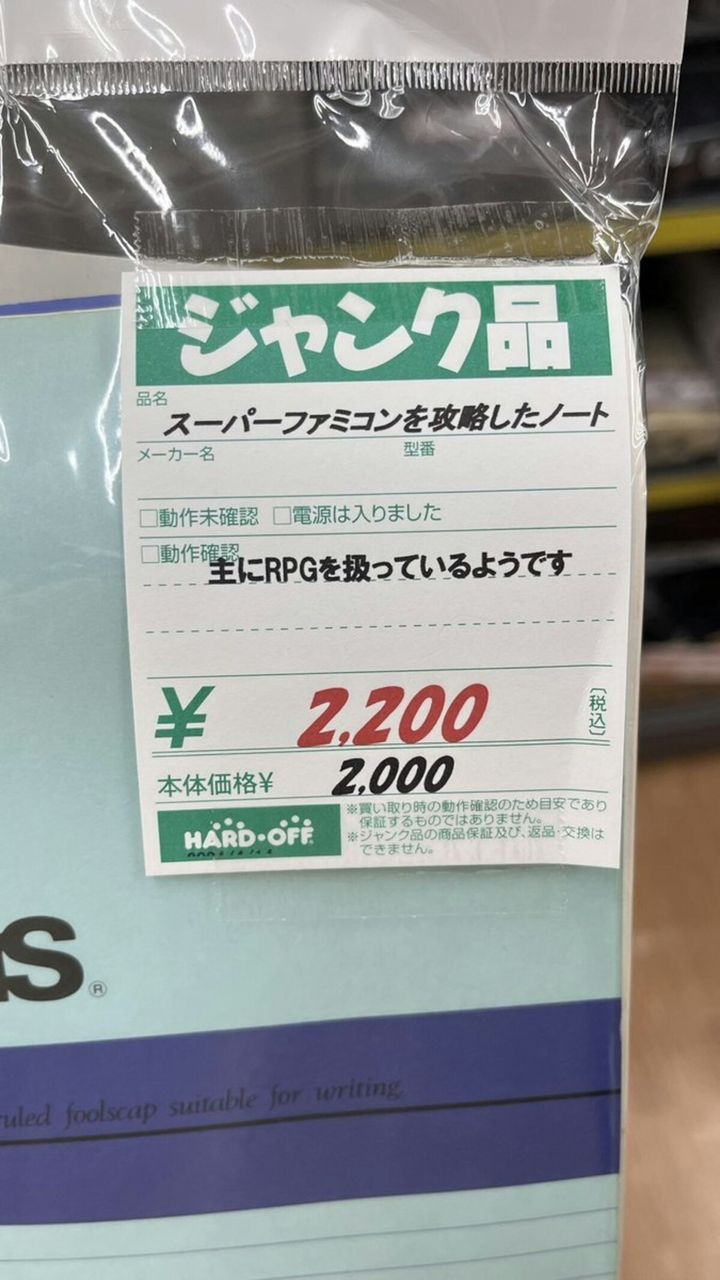 ジャンク品
品名
スーパーファミコンを攻略したノート
メーカー名 型番
□動作未確認 □電源は入りました
□動作確認
主にRPGを扱っているようです
¥ 2,200 〔税込〕
本体価格¥ 2,000
HARD・OFF
※買い取り時の動作確認のため目安であり
保証するものではありません。
※ジャンク品の商品保証及び、返品・交換は
できません。
s®
ruled foolscap suitable for writing